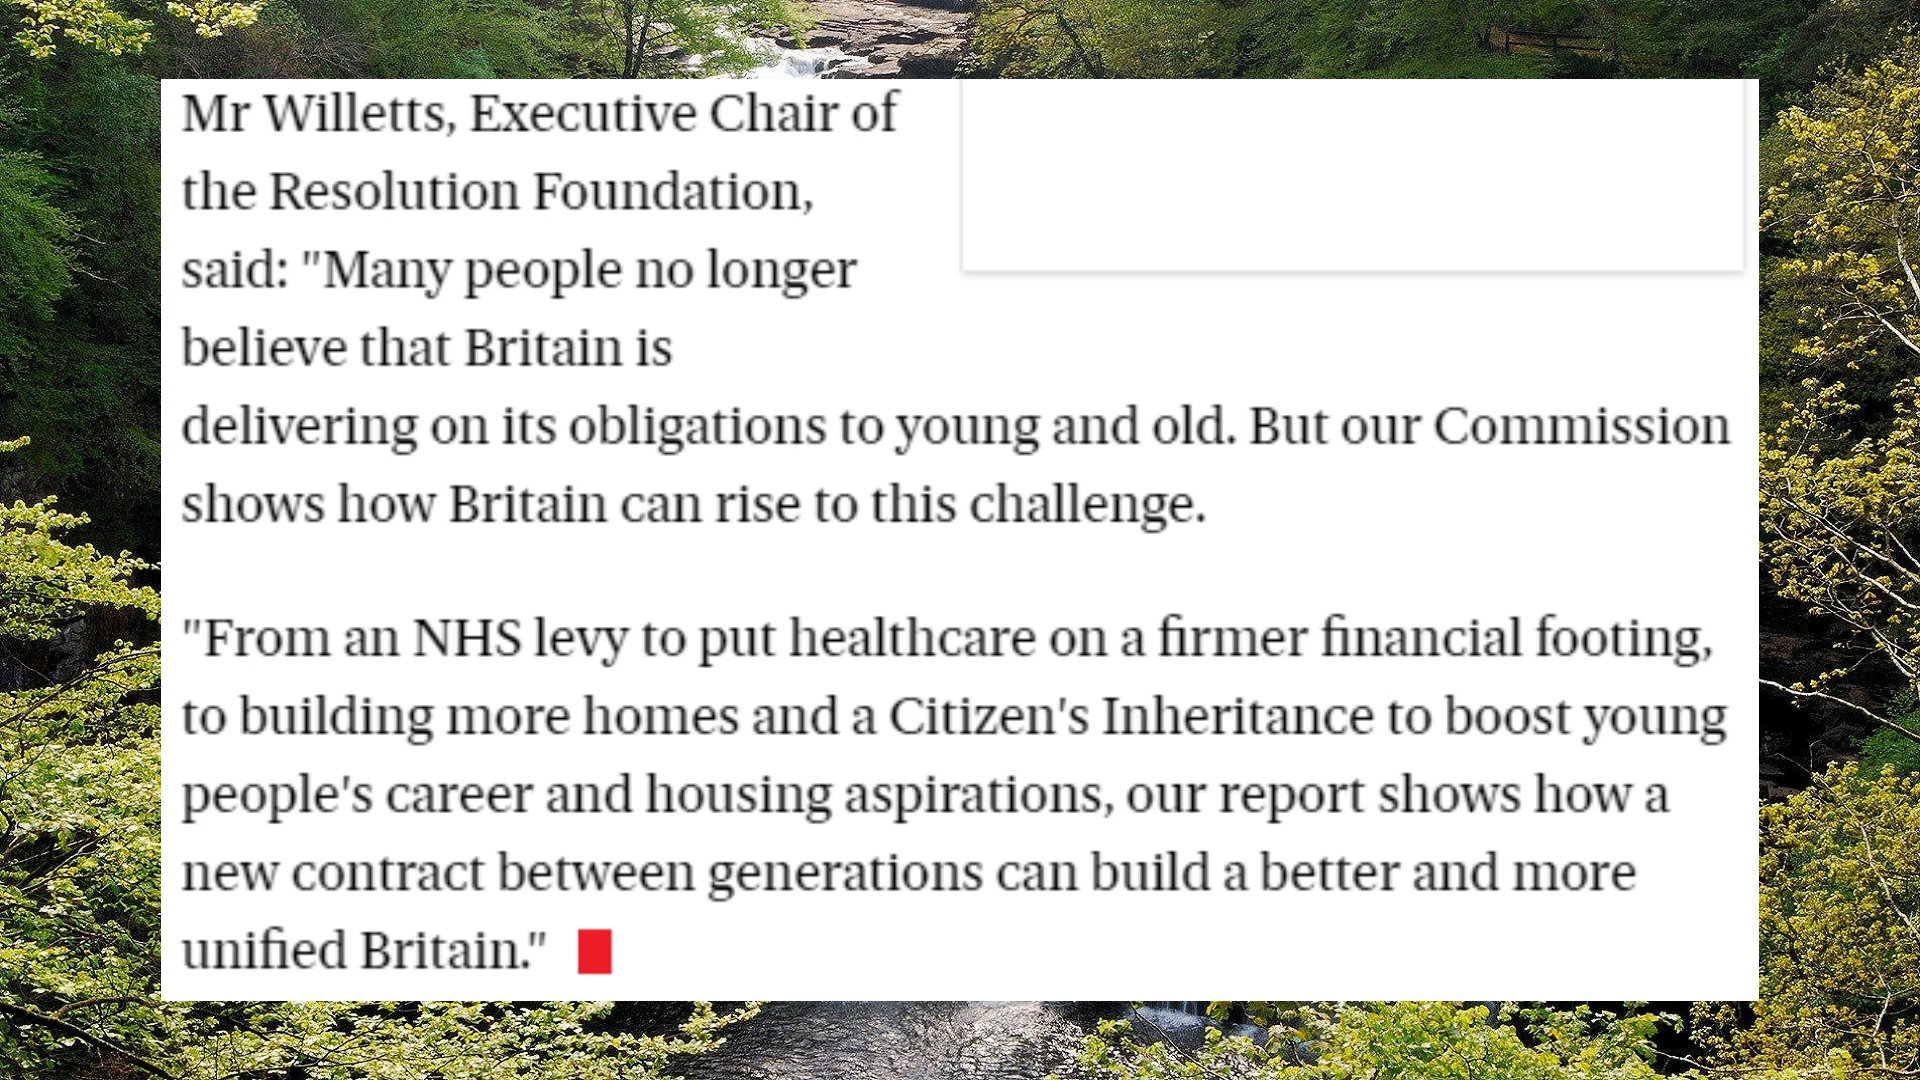 Mr Willetts, Executive Chair of
the Resolution Foundation,
said: "Many people no longer
believe that Britain is
delivering on its obligations to young and old. But our Commission
shows how Britain can rise to this challenge.
"From an NHS levy to put healthcare on a firmer financial footing,
to building more homes and a Citizen's Inheritance to boost young
people's career and housing aspirations, our report shows how a
new contract between generations can build a better and more
unified Britain."